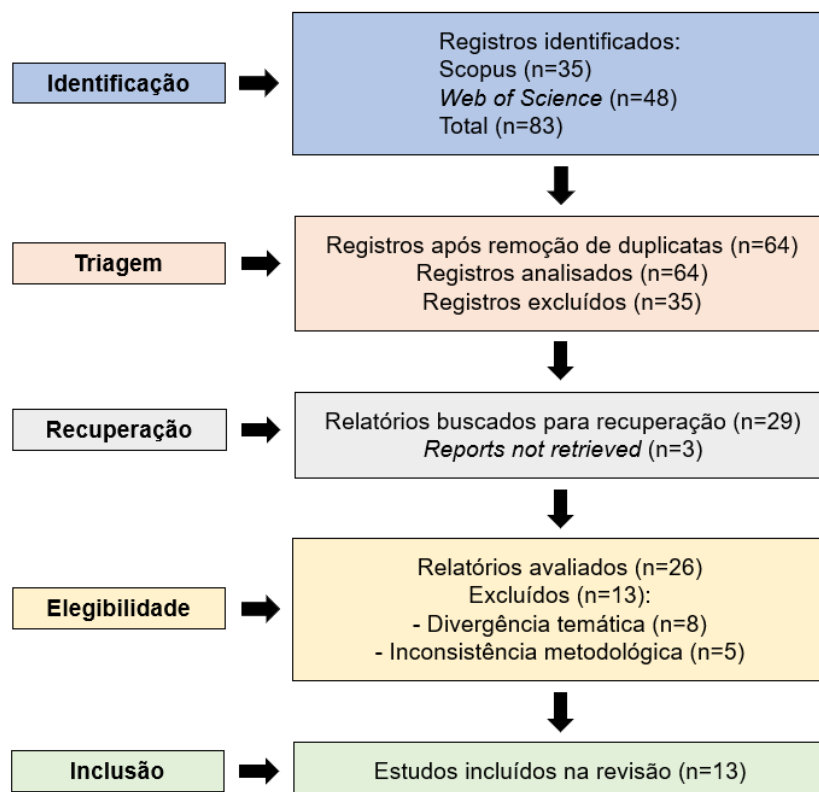 Identificação
Registros identificados:
Scopus (n=35)
Web of Science (n=48)
Total (n=83)
Triagem
Registros após remoção de duplicatas (n=64)
Registros analisados (n=64)
Registros excluídos (n=35)
Recuperação
Relatórios buscados para recuperação (n=29)
Reports not retrieved (n=3)
Elegibilidade
Relatórios avaliados (n=26)
Excluídos (n=13):
- Divergência temática (n=8)
- Inconsistência metodológica (n=5)
Inclusão
Estudos incluídos na revisão (n=13)